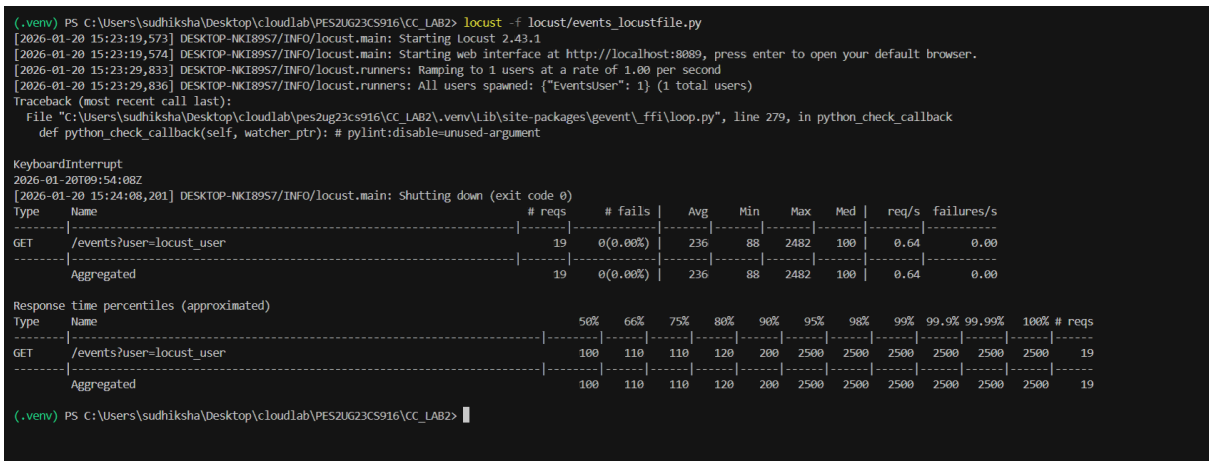 (.venv) PS C:\Users\sudhiksha\Desktop\cloudlab\PES2UG23CS916\CC_LAB2> locust -f locust/events_locustfile.py
[2026-01-20 15:23:19,573] DESKTOP-NKI89S7/INFO/locust.main: Starting Locust 2.43.1
[2026-01-20 15:23:19,574] DESKTOP-NKI89S7/INFO/locust.main: Starting web interface at http://localhost:8089, press enter to open your default browser.
[2026-01-20 15:23:29,833] DESKTOP-NKI89S7/INFO/locust.runners: Ramping to 1 users at a rate of 1.00 per second
[2026-01-20 15:23:29,836] DESKTOP-NKI89S7/INFO/locust.runners: All users spawned: {"EventsUser": 1} (1 total users)
Traceback (most recent call last):
  File "C:\Users\sudhiksha\Desktop\cloudlab\pes2ug23cs916\CC_LAB2\.venv\Lib\site-packages\gevent\_ffi\loop.py", line 279, in python_check_callback
    def python_check_callback(self, watcher_ptr): # pylint:disable=unused-argument

KeyboardInterrupt
2026-01-20T09:54:08Z
[2026-01-20 15:24:08,201] DESKTOP-NKI89S7/INFO/locust.main: Shutting down (exit code 0)
Type     Name                                                            # reqs      # fails |    Avg     Min     Max    Med |   req/s  failures/s
--------|---------------------------------------------------------------|-------|-------------|-------|-------|-------|-------|--------|-----------
GET      /events?user=locust_user                                            19     0(0.00%) |    236      88    2482    100 |    0.64        0.00
--------|---------------------------------------------------------------|-------|-------------|-------|-------|-------|-------|--------|-----------
         Aggregated                                                          19     0(0.00%) |    236      88    2482    100 |    0.64        0.00

Response time percentiles (approximated)
Type     Name                                                                  50%    66%    75%    80%    90%    95%    98%    99%  99.9% 99.99%   100% # reqs
--------|----------------------------------------------------------------|--------|------|------|------|------|------|------|------|------|------|------|------
GET      /events?user=locust_user                                              100    110    110    120    200   2500   2500   2500   2500   2500   2500     19
--------|----------------------------------------------------------------|--------|------|------|------|------|------|------|------|------|------|------|------
         Aggregated                                                            100    110    110    120    200   2500   2500   2500   2500   2500   2500     19

(.venv) PS C:\Users\sudhiksha\Desktop\cloudlab\PES2UG23CS916\CC_LAB2>